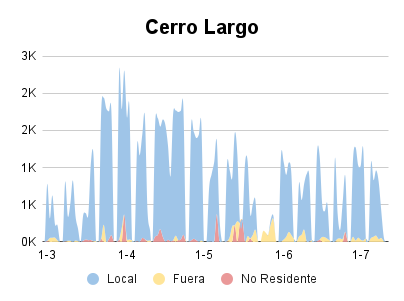 Cerro Largo
3K
2K
2K
1K
1K
0K
1-3 1-4 1-5 1-6 1-7
Local Fuera No Residente